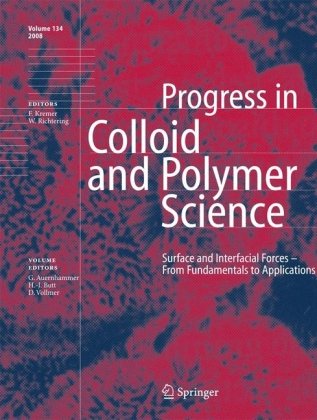 Volume 134
2008
EDITORS
F. Kremer
W. Richtering
Progress in
Colloid
and Polymer
Science
Surface and Interfacial Forces –
From Fundamentals to Applications
VOLUME
EDITORS
G. Auernhammer
H.-J. Butt
D. Vollmer
Springer